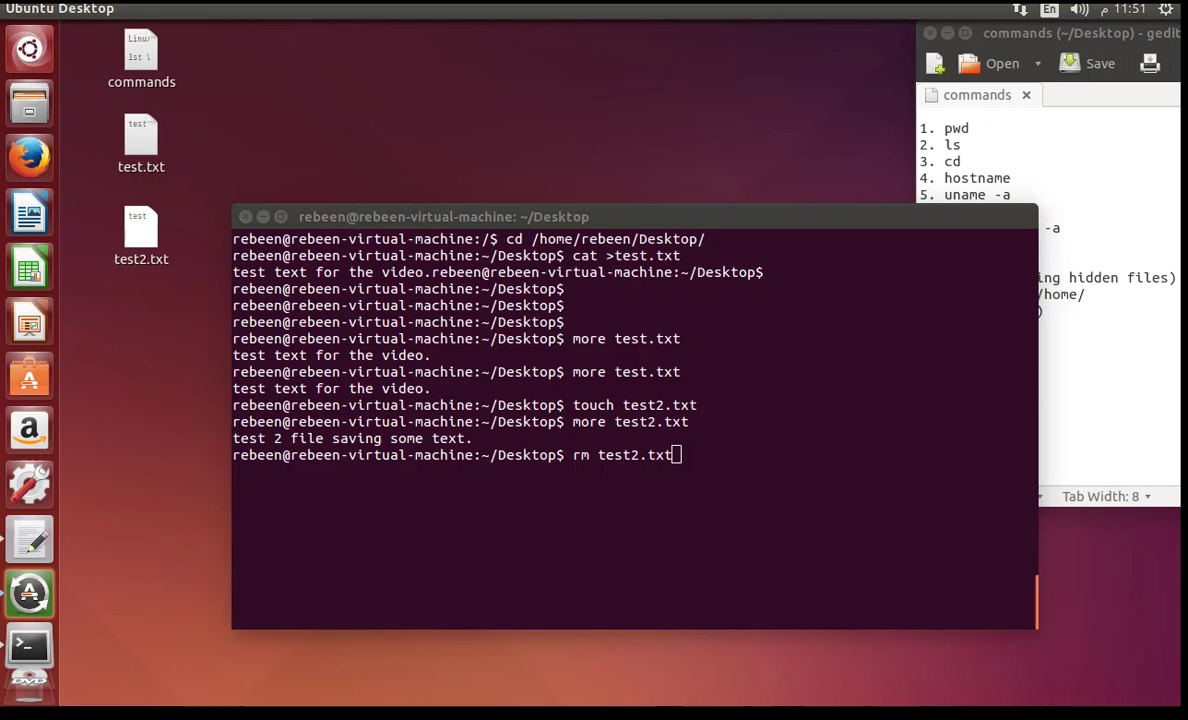 Ubuntu Desktop
En
م 11:51
Linux
1st \
commands
test
test.txt
test
test2.txt
commands (~/Desktop) - gedit
Open
Save
commands
1. pwd
2. ls
3. cd
4. hostname
5. uname -a
-a
ing hidden files)
/home/
)
Tab Width: 8
rebeen@rebeen-virtual-machine: ~/Desktop
rebeen@rebeen-virtual-machine:/$ cd /home/rebeen/Desktop/
rebeen@rebeen-virtual-machine:~/Desktop$ cat >test.txt
test text for the video.rebeen@rebeen-virtual-machine:~/Desktop$
rebeen@rebeen-virtual-machine:~/Desktop$
rebeen@rebeen-virtual-machine:~/Desktop$
rebeen@rebeen-virtual-machine:~/Desktop$
rebeen@rebeen-virtual-machine:~/Desktop$ more test.txt
test text for the video.
rebeen@rebeen-virtual-machine:~/Desktop$ more test.txt
test text for the video.
rebeen@rebeen-virtual-machine:~/Desktop$ touch test2.txt
rebeen@rebeen-virtual-machine:~/Desktop$ more test2.txt
test 2 file saving some text.
rebeen@rebeen-virtual-machine:~/Desktop$ rm test2.txt